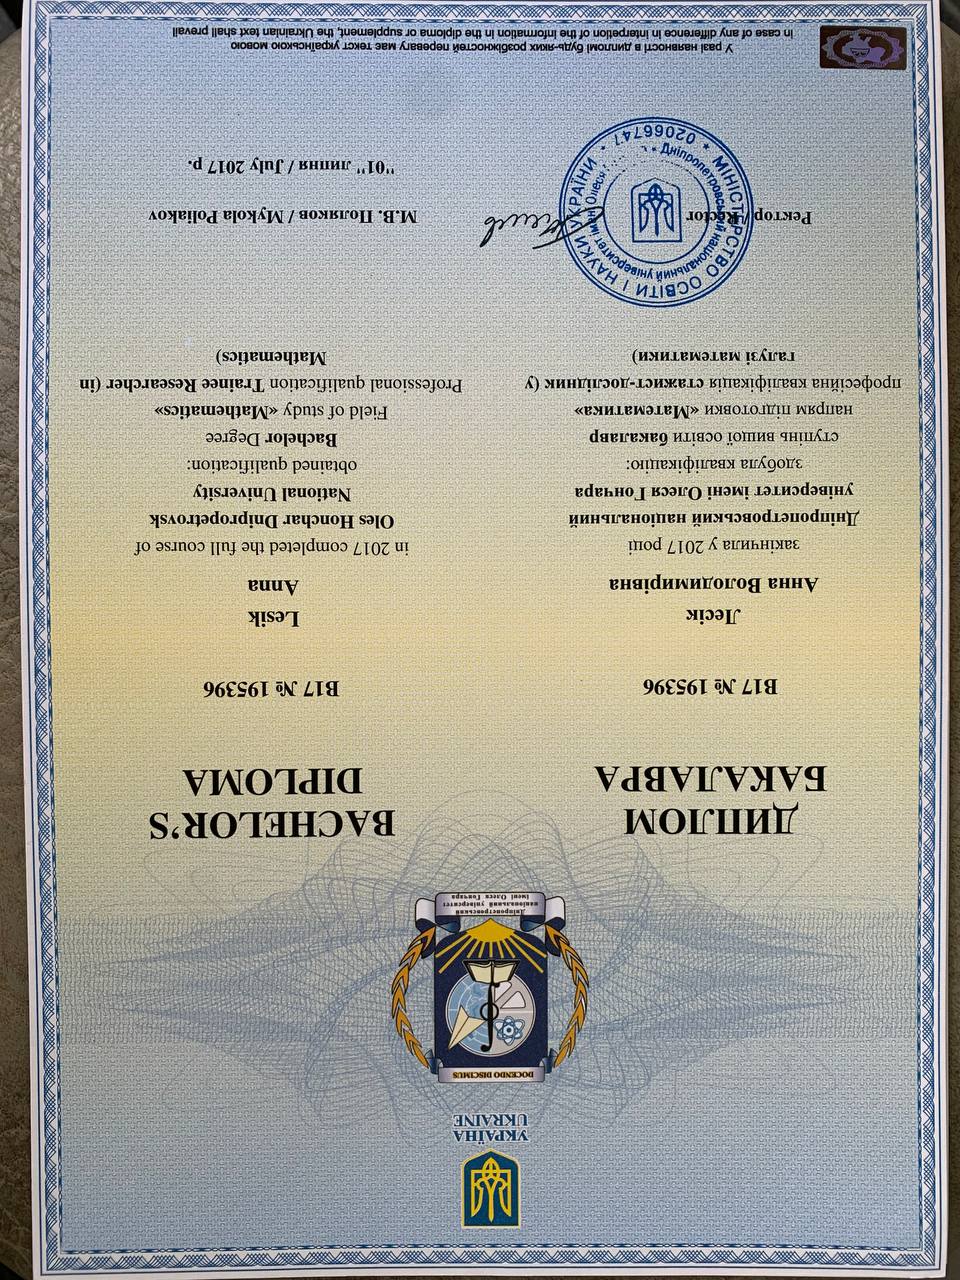 УКРАЇНА
UKRAINE
DOCENDO DISCIMUS
Дніпропетровський
національний університет
імені Олеся Гончара
ДИПЛОМ
БАКАЛАВРА
B17 № 195396
Лесік
Анна Володимирівна
закінчила у 2017 році
Дніпропетровський національний
університет імені Олеся Гончара
здобула кваліфікацію:
ступінь вищої освіти бакалавр
напрям підготовки «Математика»
професійна кваліфікація стажист-дослідник (у
галузі математики)
BACHELOR'S
DIPLOMA
B17 № 195396
Lesik
Anna
in 2017 completed the full course of
Oles Honchar Dnipropetrovsk
National University
obtained qualification:
Bachelor Degree
Field of study «Mathematics»
Professional qualification Trainee Researcher (in
Mathematics)
Ректор / Rector
М.В. Поляков / Mykola Poliakov
"01" липня / July 2017 р.
МІНІСТЕРСТВО ОСВІТИ І НАУКИ УКРАЇНИ * 02066747 *
Дніпропетровський національний університет імені Олеся
У разі наявності в дипломі будь-яких розбіжностей перевагу має текст українською мовою
in case of any difference in interpetion of the information in the diploma or supplement, the Ukrainian text shall prevail